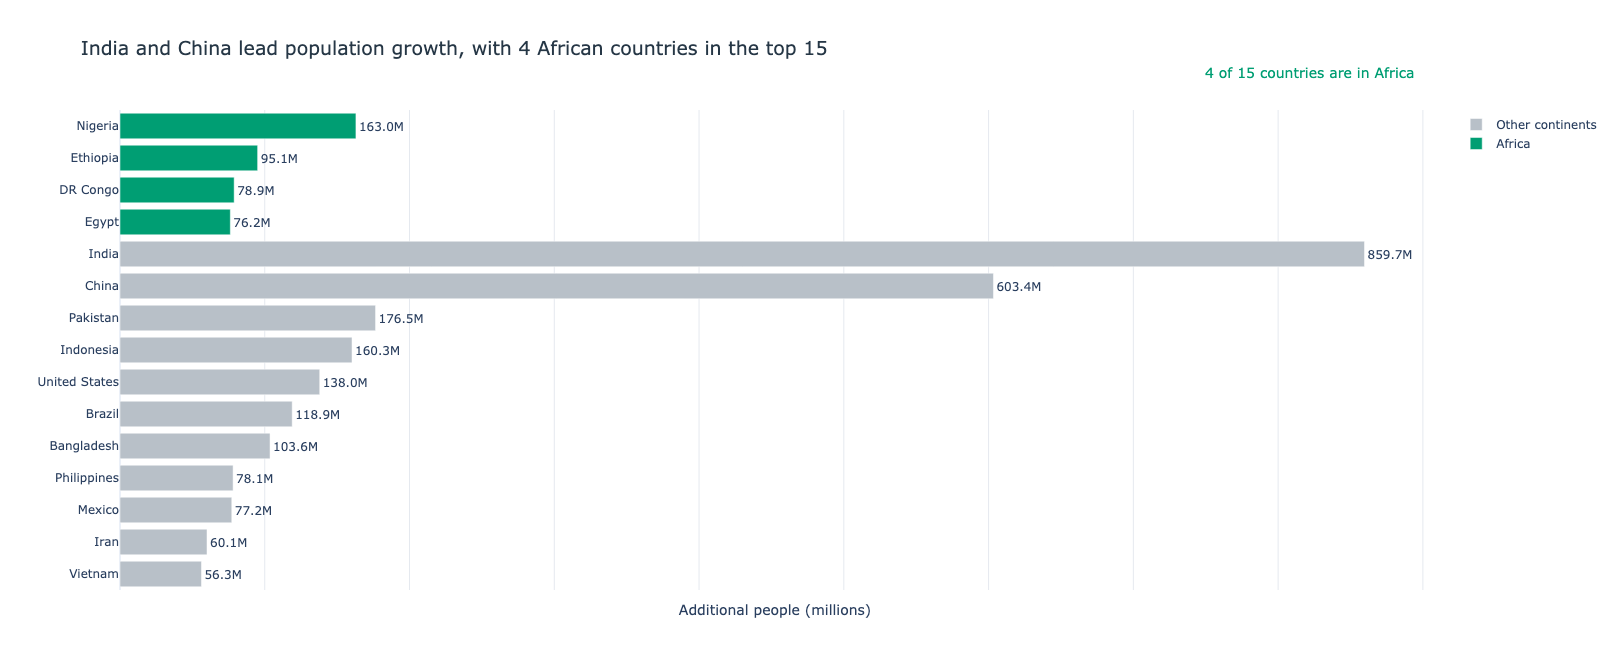 India and China lead population growth, with 4 African countries in the top 15
4 of 15 countries are in Africa
Nigeria 163.0M
Ethiopia 95.1M
DR Congo 78.9M
Egypt 76.2M
India 859.7M
China 603.4M
Pakistan 176.5M
Indonesia 160.3M
United States 138.0M
Brazil 118.9M
Bangladesh 103.6M
Philippines 78.1M
Mexico 77.2M
Iran 60.1M
Vietnam 56.3M
Additional people (millions)
Other continents
Africa